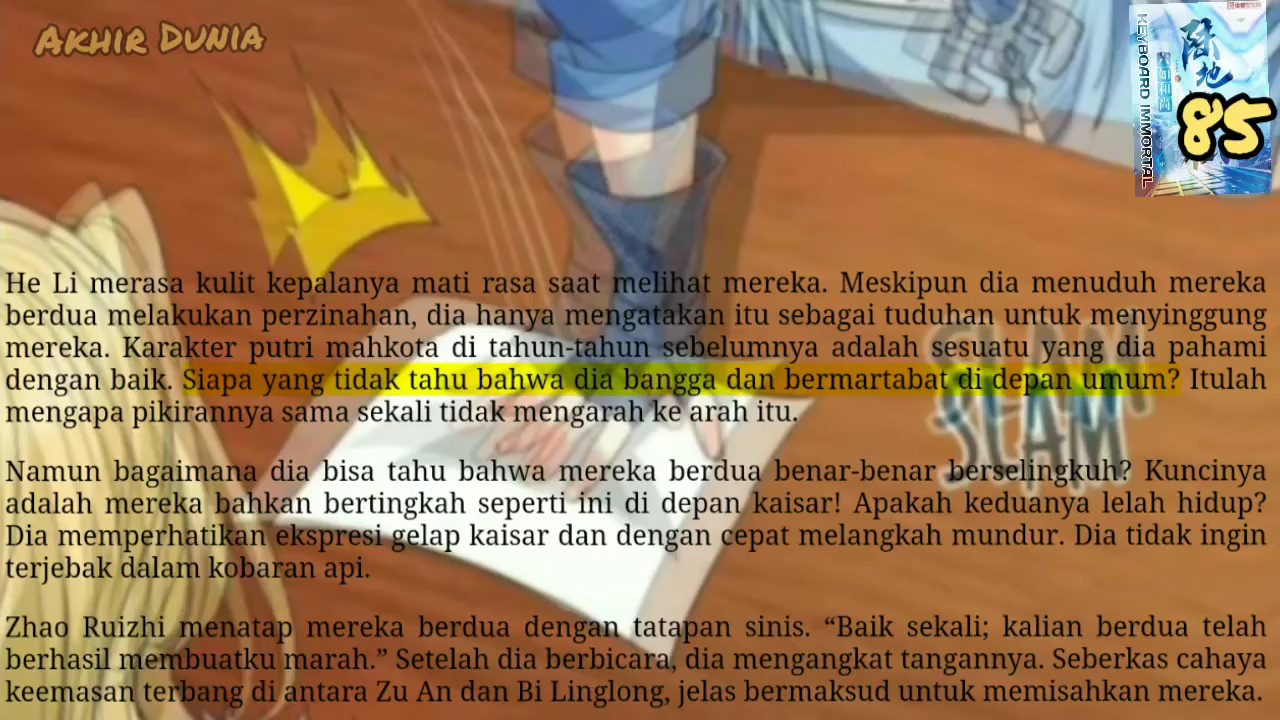 AKHIR DUNIA
陆地
KEYBOARD IMMORTAL
85
He Li merasa kulit kepalanya mati rasa saat melihat mereka. Meskipun dia menuduh mereka
berdua melakukan perzinahan, dia hanya mengatakan itu sebagai tuduhan untuk menyinggung
mereka. Karakter putri mahkota di tahun-tahun sebelumnya adalah sesuatu yang dia pahami
dengan baik. Siapa yang tidak tahu bahwa dia bangga dan bermartabat di depan umum? Itulah
mengapa pikirannya sama sekali tidak mengarah ke arah itu.
SLAM
SLAM
Namun bagaimana dia bisa tahu bahwa mereka berdua benar-benar berselingkuh? Kuncinya
adalah mereka bahkan bertingkah seperti ini di depan kaisar! Apakah keduanya lelah hidup?
Dia memperhatikan ekspresi gelap kaisar dan dengan cepat melangkah mundur. Dia tidak ingin
terjebak dalam kobaran api.
Zhao Ruizhi menatap mereka berdua dengan tatapan sinis. “Baik sekali; kalian berdua telah
berhasil membuatku marah.” Setelah dia berbicara, dia mengangkat tangannya. Seberkas cahaya
keemasan terbang di antara Zu An dan Bi Linglong, jelas bermaksud untuk memisahkan mereka.